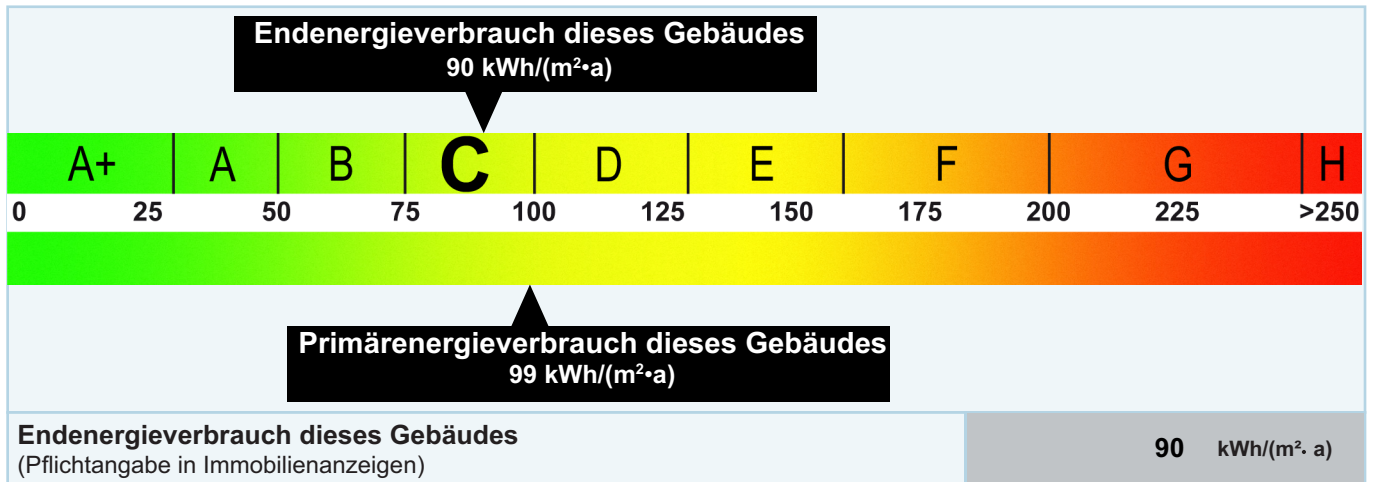 Endenergieverbrauch dieses Gebäudes
90 kWh/(m²•a)
A+ A B C D E F G H
0 25 50 75 100 125 150 175 200 225 >250
Primärenergieverbrauch dieses Gebäudes
99 kWh/(m²•a)
Endenergieverbrauch dieses Gebäudes
(Pflichtangabe in Immobilienanzeigen)
90 kWh/(m²· a)